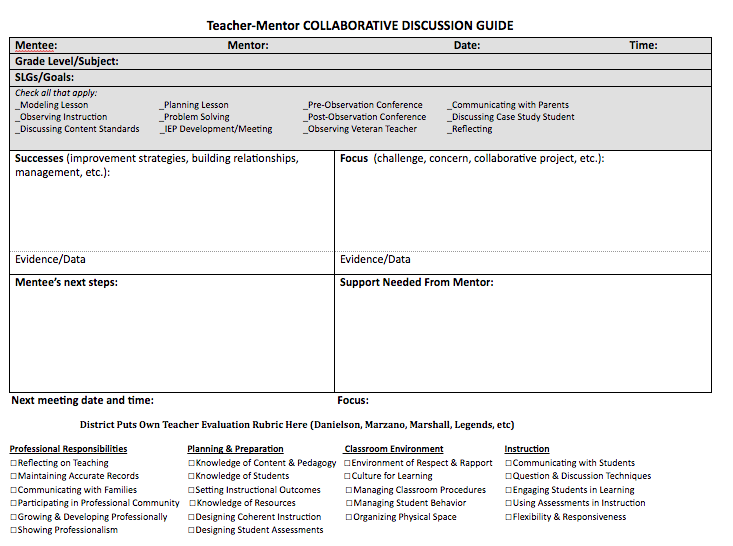 Teacher-Mentor COLLABORATIVE DISCUSSION GUIDE
Mentee: Mentor: Date: Time:
Grade Level/Subject:
SLGs/Goals:
Check all that apply:
_Modeling Lesson _Planning Lesson _Pre-Observation Conference _Communicating with Parents
_Observing Instruction _Problem Solving _Post-Observation Conference _Discussing Case Study Student
_Discussing Content Standards _IEP Development/Meeting _Observing Veteran Teacher _Reflecting
Successes (improvement strategies, building relationships,
management, etc.):
Focus (challenge, concern, collaborative project, etc.):
Evidence/Data
Evidence/Data
Mentee's next steps:
Support Needed From Mentor:
Next meeting date and time: Focus:
District Puts Own Teacher Evaluation Rubric Here (Danielson, Marzano, Marshall, Legends, etc)
Professional Responsibilities Planning & Preparation Classroom Environment Instruction
☐Reflecting on Teaching ☐Knowledge of Content & Pedagogy ☐Environment of Respect & Rapport ☐Communicating with Students
☐Maintaining Accurate Records ☐Knowledge of Students ☐Culture for Learning ☐Question & Discussion Techniques
☐Communicating with Families ☐Setting Instructional Outcomes ☐Managing Classroom Procedures ☐Engaging Students in Learning
☐Participating in Professional Community ☐Knowledge of Resources ☐Managing Student Behavior ☐Using Assessments in Instruction
☐Growing & Developing Professionally ☐Designing Coherent Instruction ☐Organizing Physical Space ☐Flexibility & Responsiveness
☐Showing Professionalism ☐Designing Student Assessments